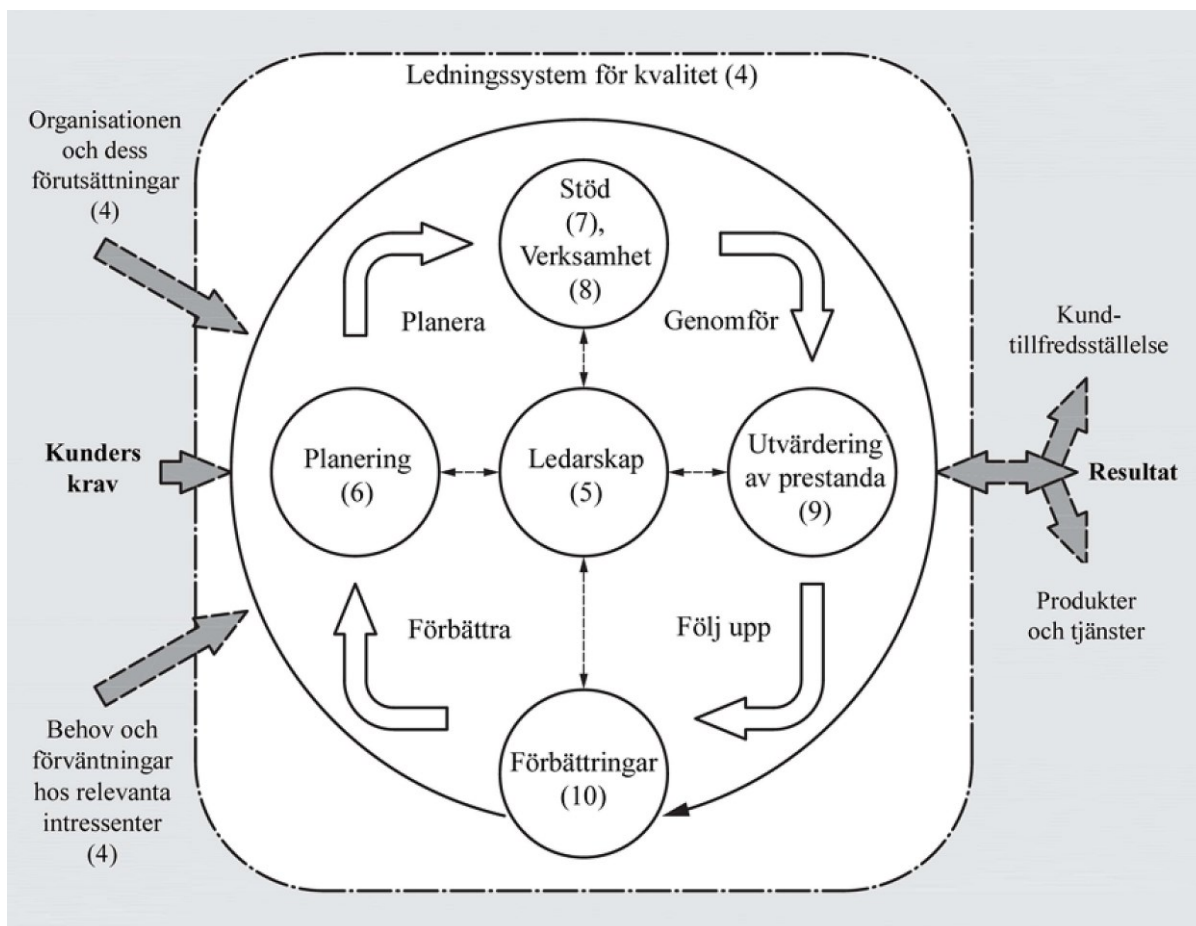 Ledningssystem för kvalitet (4)
Organisationen
och dess
förutsättningar
(4)
Kunders
krav
Behov och
förväntningar
hos relevanta
intressenter
(4)
Stöd
(7),
Verksamhet
(8)
Planera
Genomför
Planering
(6)
Ledarskap
(5)
Utvärdering
av prestanda
(9)
Förbättra
Följ upp
Förbättringar
(10)
Kund-
tillfredsställelse
Resultat
Produkter
och tjänster